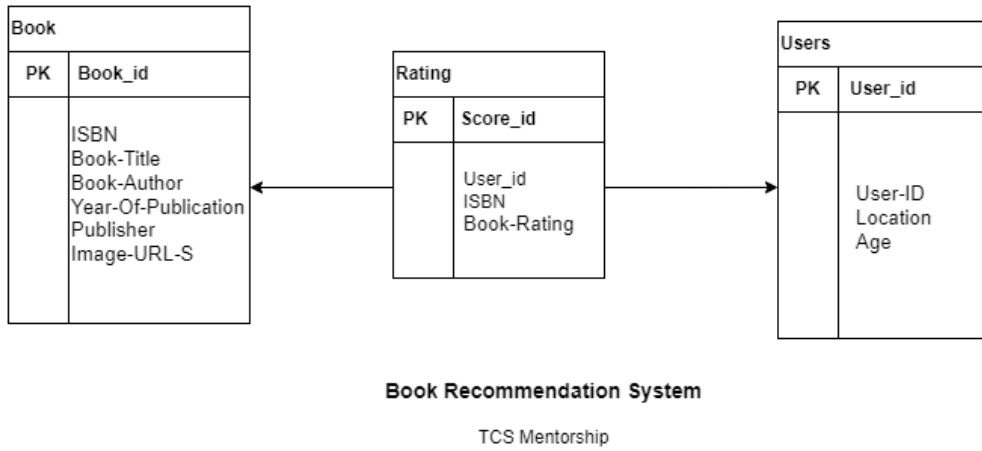 Book
PK Book_id
ISBN
Book-Title
Book-Author
Year-Of-Publication
Publisher
Image-URL-S
Rating
PK Score_id
User_id
ISBN
Book-Rating
Users
PK User_id
User-ID
Location
Age
Book Recommendation System
TCS Mentorship